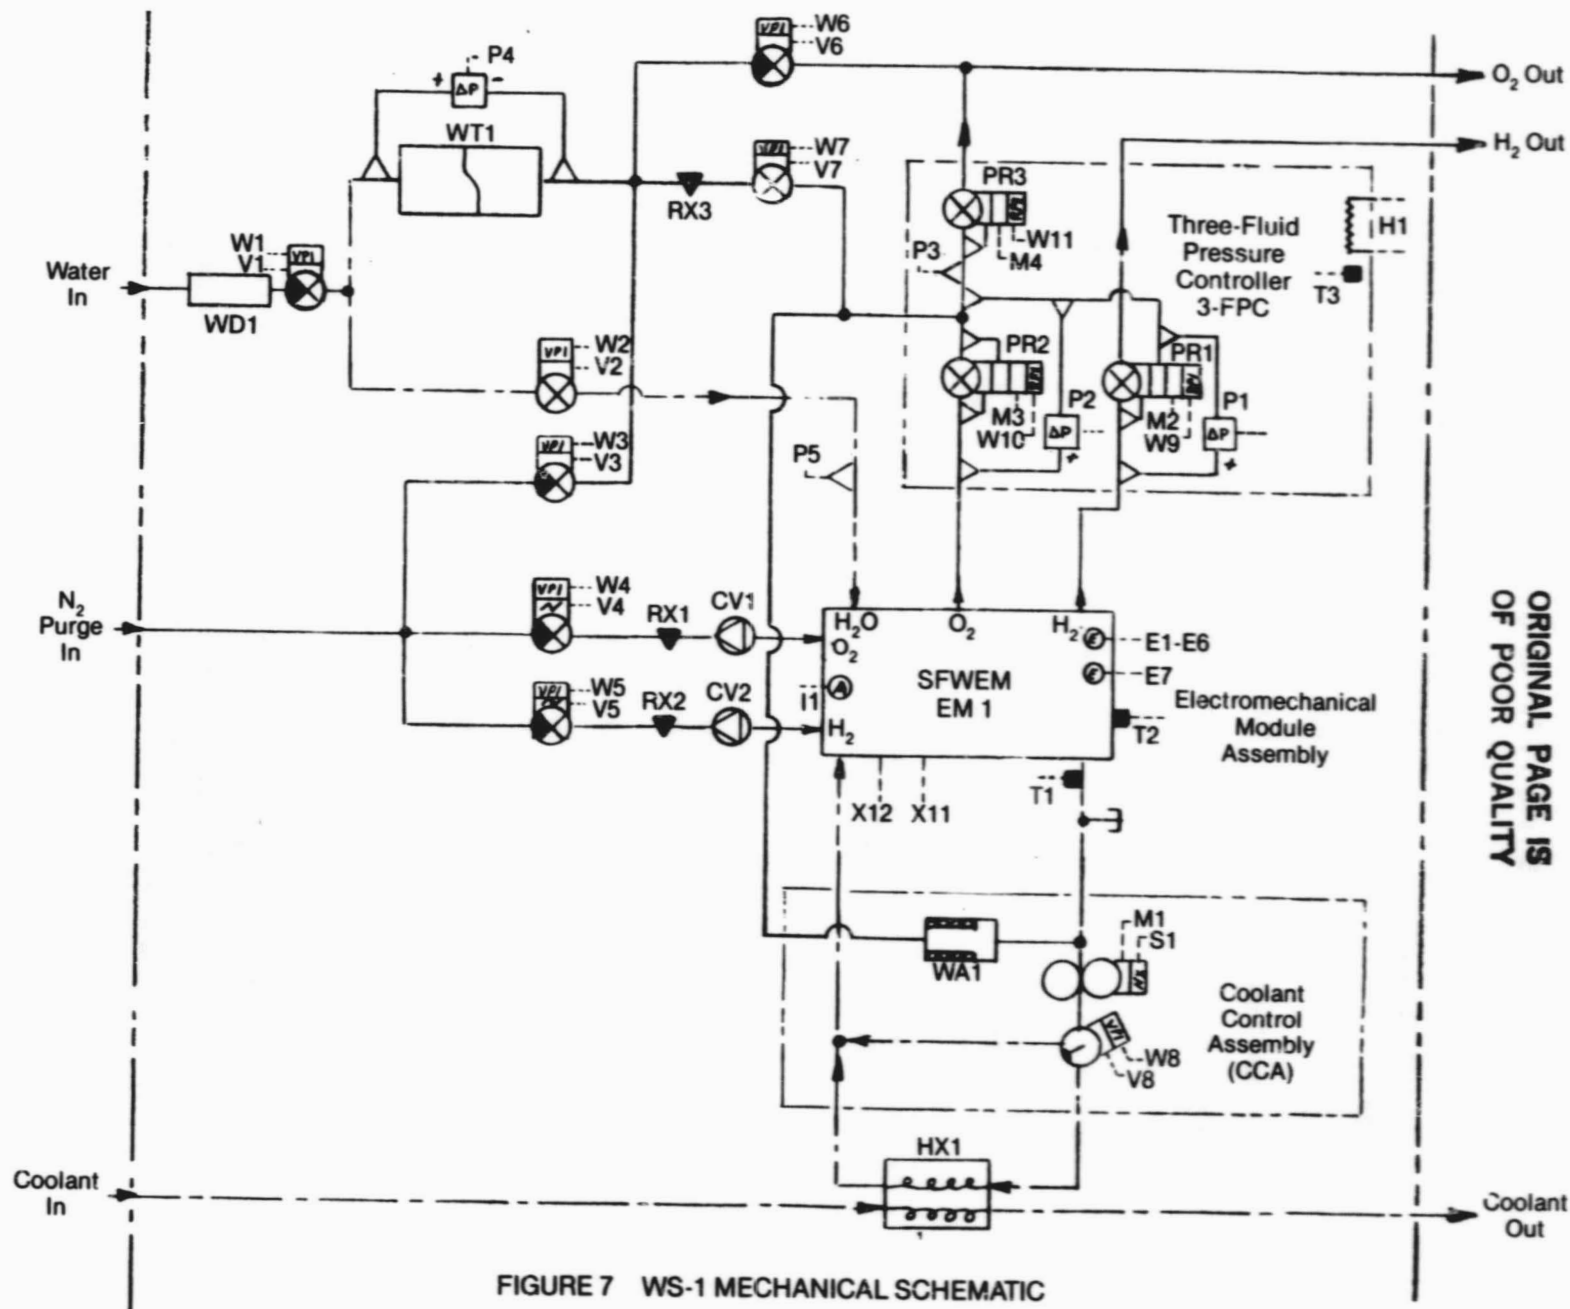 W6
V6
P4
ΔP
+
-
WT1
O2 Out
H2 Out
W7
V7
RX3
PR3
W11
M4
P3
Three-Fluid
Pressure
Controller
3-FPC
H1
T3
W1
V1
VPI
Water
In
WD1
W2
V2
VPI
PR2
M3
W10
P2
ΔP
+
PR1
M2
W9
P1
ΔP
+
W3
V3
VPI
P5
N2
Purge
In
W4
V4
VPI
RX1
CV1
W5
V5
VPI
RX2
CV2
H2O
O2
H2
O2
I1
A
H2
SFWEM
EM 1
E
E1-E6
E
E7
T2
Electromechanical
Module
Assembly
X12
X11
T1
ORIGINAL PAGE IS
OF POOR QUALITY
WA1
M1
S1
W8
V8
Coolant
Control
Assembly
(CCA)
HX1
Coolant
In
Coolant
Out
FIGURE 7 WS-1 MECHANICAL SCHEMATIC